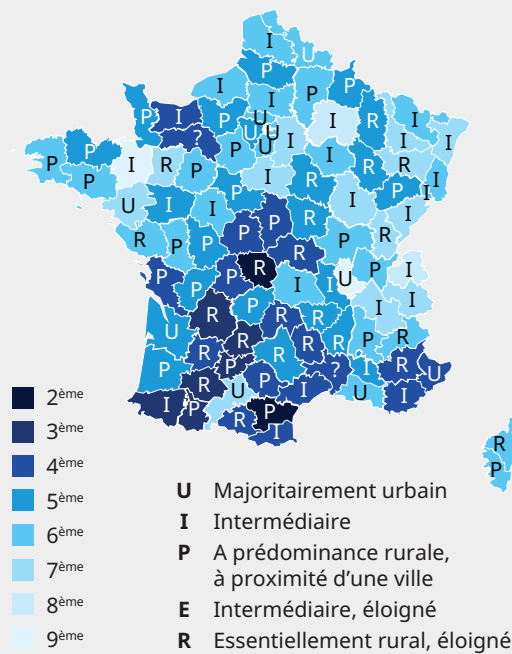 I
U
P
I P
I P
P I P U I R I
? U U
I I I
P P U
I
P I R P R R
P I R I
P P I
U I I I I
P R
R P P P P R
R
P P R P I
P I I U
P I
I
R R R
U
R R R P R
R R
P P ? I R
U
R P
U I U I
I P P
R
I
R
P
2ème
3ème
4ème
5ème
6ème
7ème
8ème
9ème
U Majoritairement urbain
I Intermédiaire
P A prédominance rurale,
à proximité d'une ville
E Intermédiaire, éloigné
R Essentiellement rural, éloigné